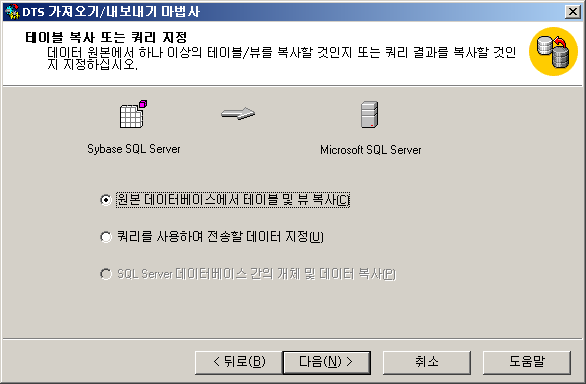 DTS 가져오기/내보내기 마법사
테이블 복사 또는 쿼리 지정
데이터 원본에서 하나 이상의 테이블/뷰를 복사할 것인지 또는 쿼리 결과를 복사할 것인
지 지정하십시오.
Sybase SQL Server
Microsoft SQL Server
원본 데이터베이스에서 테이블 및 뷰 복사(C)
쿼리를 사용하여 전송할 데이터 지정(U)
SQL Server 데이터베이스 간의 개체 및 데이터 복사(P)
< 뒤로(B) 다음(N) > 취소 도움말